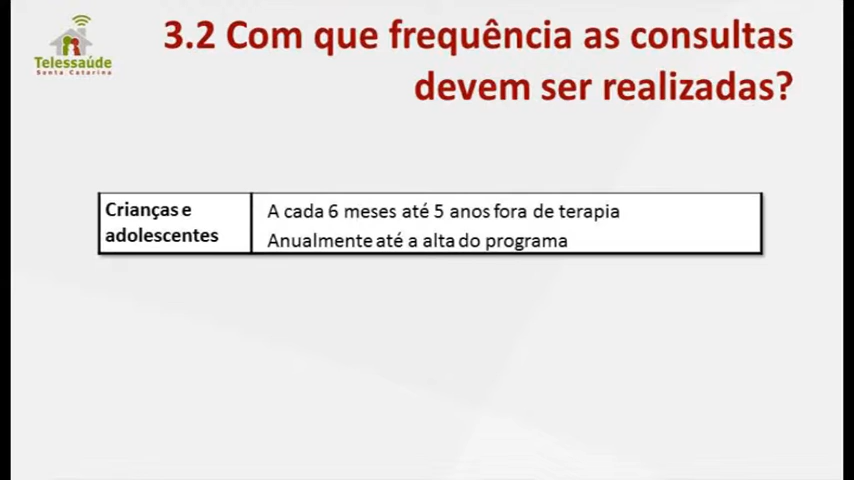 Telessaúde
Santa Catarina
3.2 Com que frequência as consultas
devem ser realizadas?
Crianças e
adolescentes
A cada 6 meses até 5 anos fora de terapia
Anualmente até a alta do programa